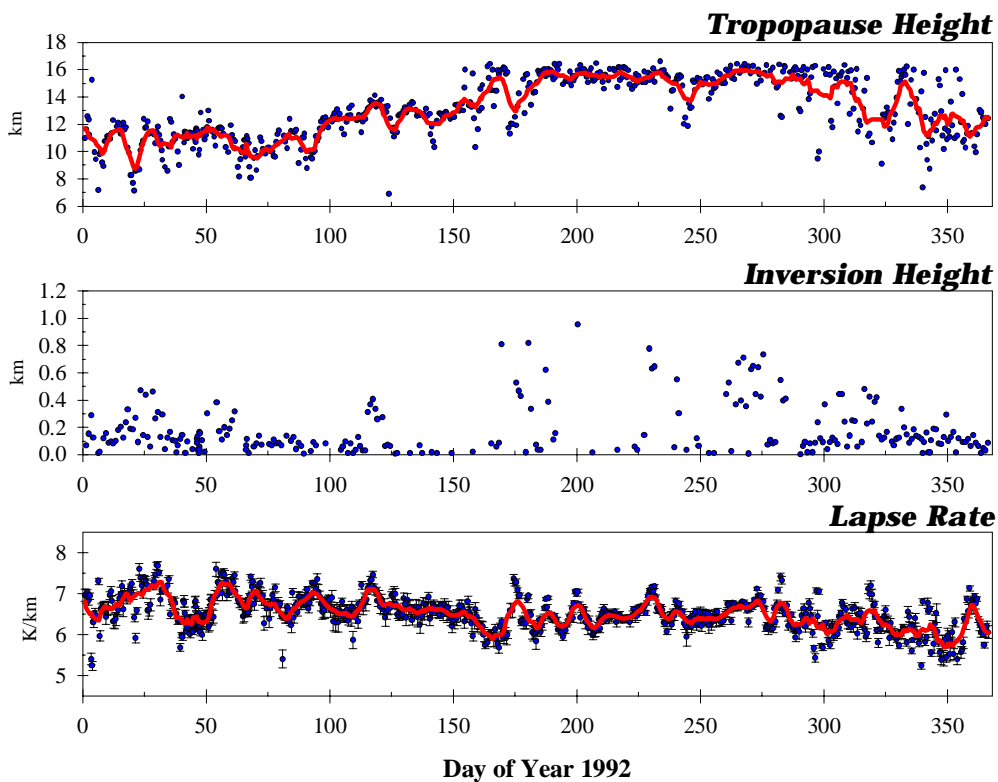 Tropopause Height
18
16
14
12
10
8
6
km
0 50 100 150 200 250 300 350
Inversion Height
1.2
1.0
0.8
0.6
0.4
0.2
0.0
km
0 50 100 150 200 250 300 350
Lapse Rate
8
7
6
5
K/km
0 50 100 150 200 250 300 350
Day of Year 1992